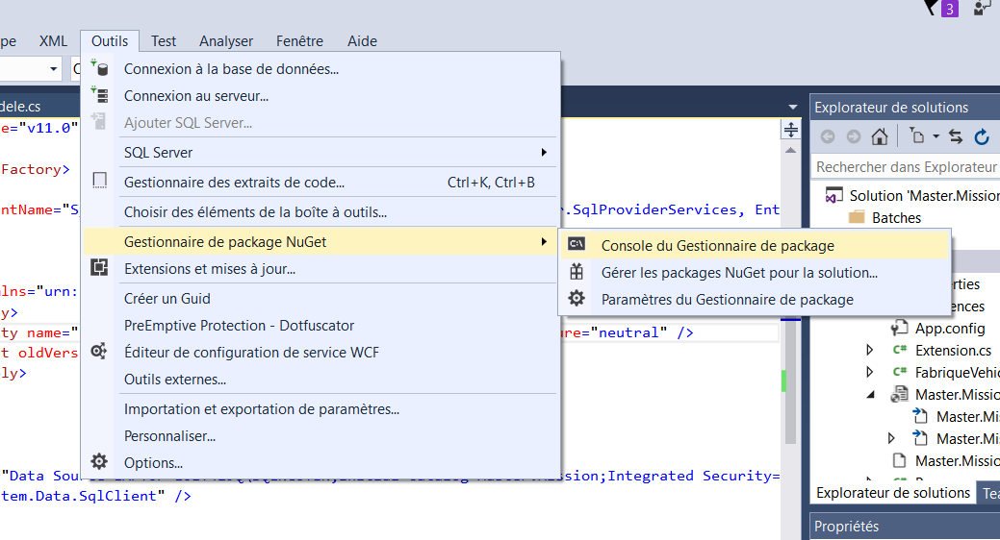 3
pe XML Outils Test Analyser Fenêtre Aide
dele.cs
Connexion à la base de données...
Connexion au serveur...
Ajouter SQL Server...
SQL Server
Gestionnaire des extraits de code... Ctrl+K, Ctrl+B
Choisir des éléments de la boîte à outils...
Gestionnaire de package NuGet
Extensions et mises à jour...
Créer un Guid
PreEmptive Protection - Dotfuscator
Éditeur de configuration de service WCF
Outils externes...
Importation et exportation de paramètres...
Personnaliser...
Options...
Console du Gestionnaire de package
Gérer les packages NuGet pour la solution...
Paramètres du Gestionnaire de package
e="v11.0"
Factory>
ntName="S
r.SqlProviderServices, Ent
lns="urn:
y>
ty name="
re="neutral" />
t oldVers
ly>
"Data Sour
ission;Integrated Security=
tem.Data.SqlClient" />
Explorateur de solutions
Rechercher dans Explorateur
Solution 'Master.Mission
Batches
erties
ences
App.config
Extension.cs
FabriqueVehic
Master.Missio
Master.Mis
Master.Mis
Master.Missio
Explorateur de solutions Tea
Propriétés